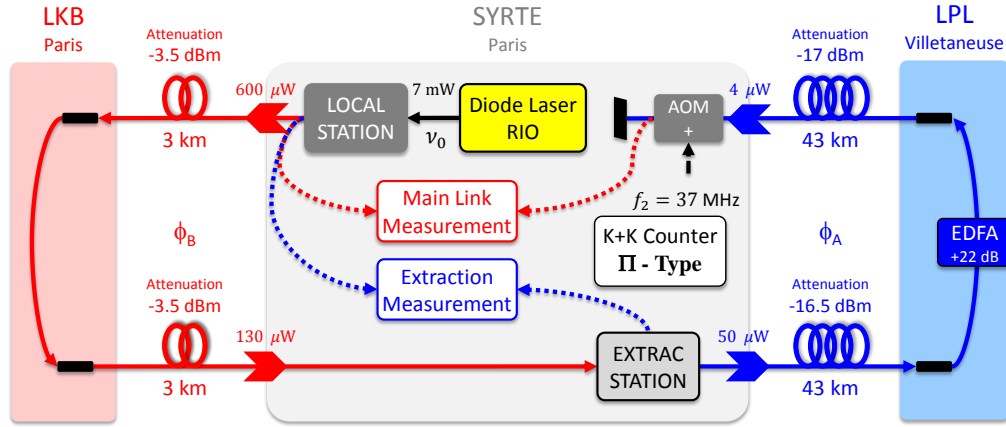 LKB
Paris
SYRTE
Paris
LPL
Villetaneuse
Attenuation
-3.5 dBm
3 km
600 μW
LOCAL
STATION
7 mW
ν0
Diode Laser
RIO
AOM
+
f2 = 37 MHz
4 μW
Attenuation
-17 dBm
43 km
Main Link
Measurement
K+K Counter
Π - Type
ϕB
ϕA
EDFA
+22 dB
Extraction
Measurement
Attenuation
-3.5 dBm
3 km
130 μW
EXTRAC
STATION
50 μW
Attenuation
-16.5 dBm
43 km